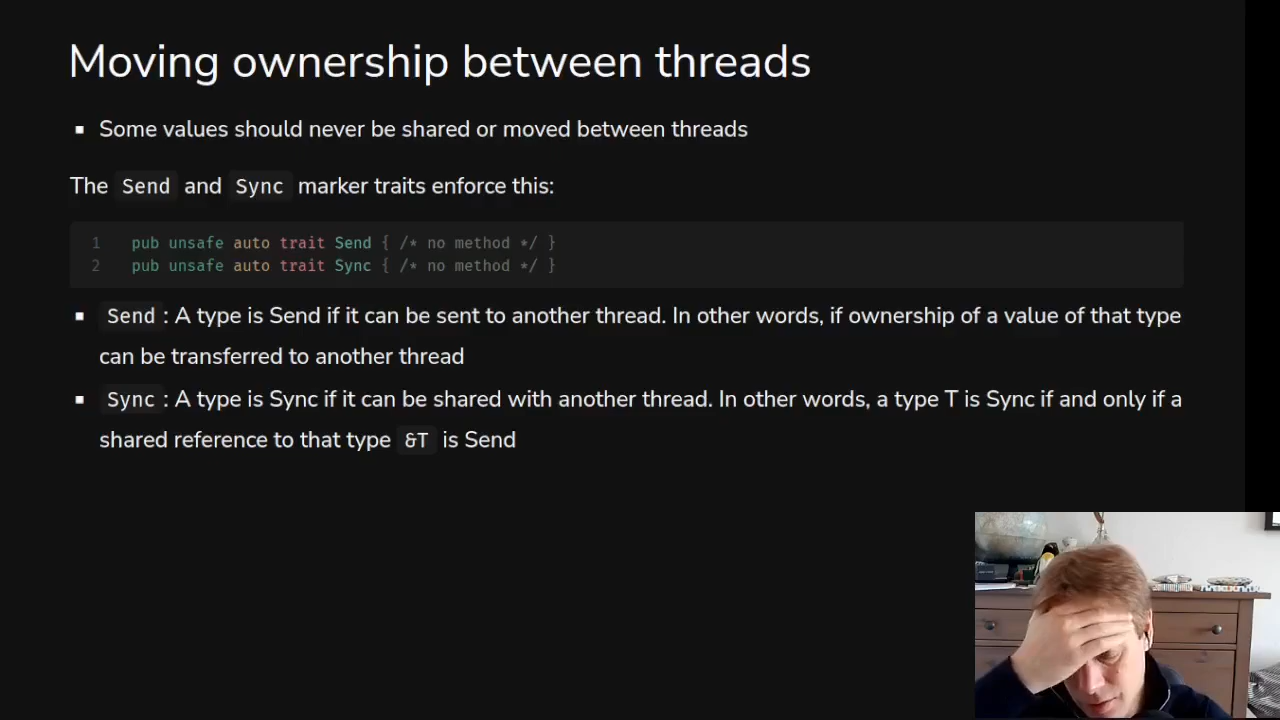 Moving ownership between threads
▪ Some values should never be shared or moved between threads
The Send and Sync marker traits enforce this:
1 pub unsafe auto trait Send { /* no method */ }
2 pub unsafe auto trait Sync { /* no method */ }
▪ Send : A type is Send if it can be sent to another thread. In other words, if ownership of a value of that type
can be transferred to another thread
▪ Sync : A type is Sync if it can be shared with another thread. In other words, a type T is Sync if and only if a
shared reference to that type &T is Send